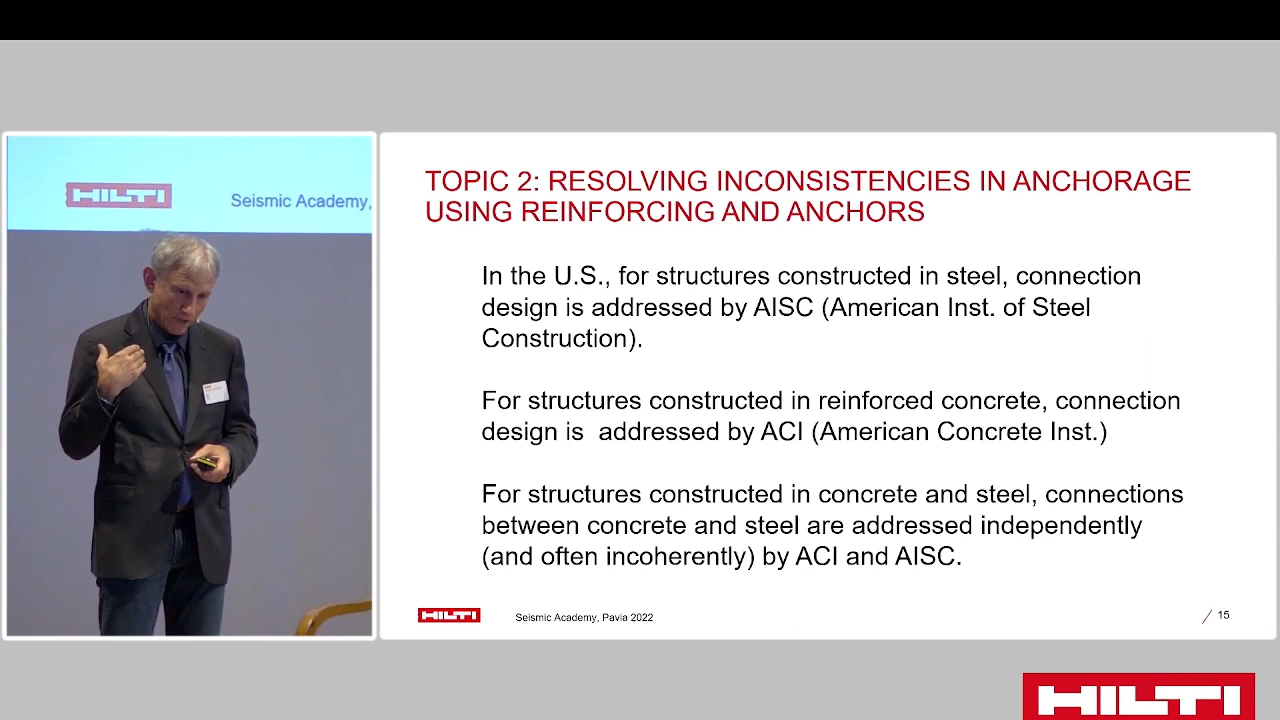 HILTI
Seismic Academy,
TOPIC 2: RESOLVING INCONSISTENCIES IN ANCHORAGE
USING REINFORCING AND ANCHORS
In the U.S., for structures constructed in steel, connection
design is addressed by AISC (American Inst. of Steel
Construction).
For structures constructed in reinforced concrete, connection
design is  addressed by ACI (American Concrete Inst.)
For structures constructed in concrete and steel, connections
between concrete and steel are addressed independently
(and often incoherently) by ACI and AISC.
HILTI
Seismic Academy, Pavia 2022
/ 15
HILTI